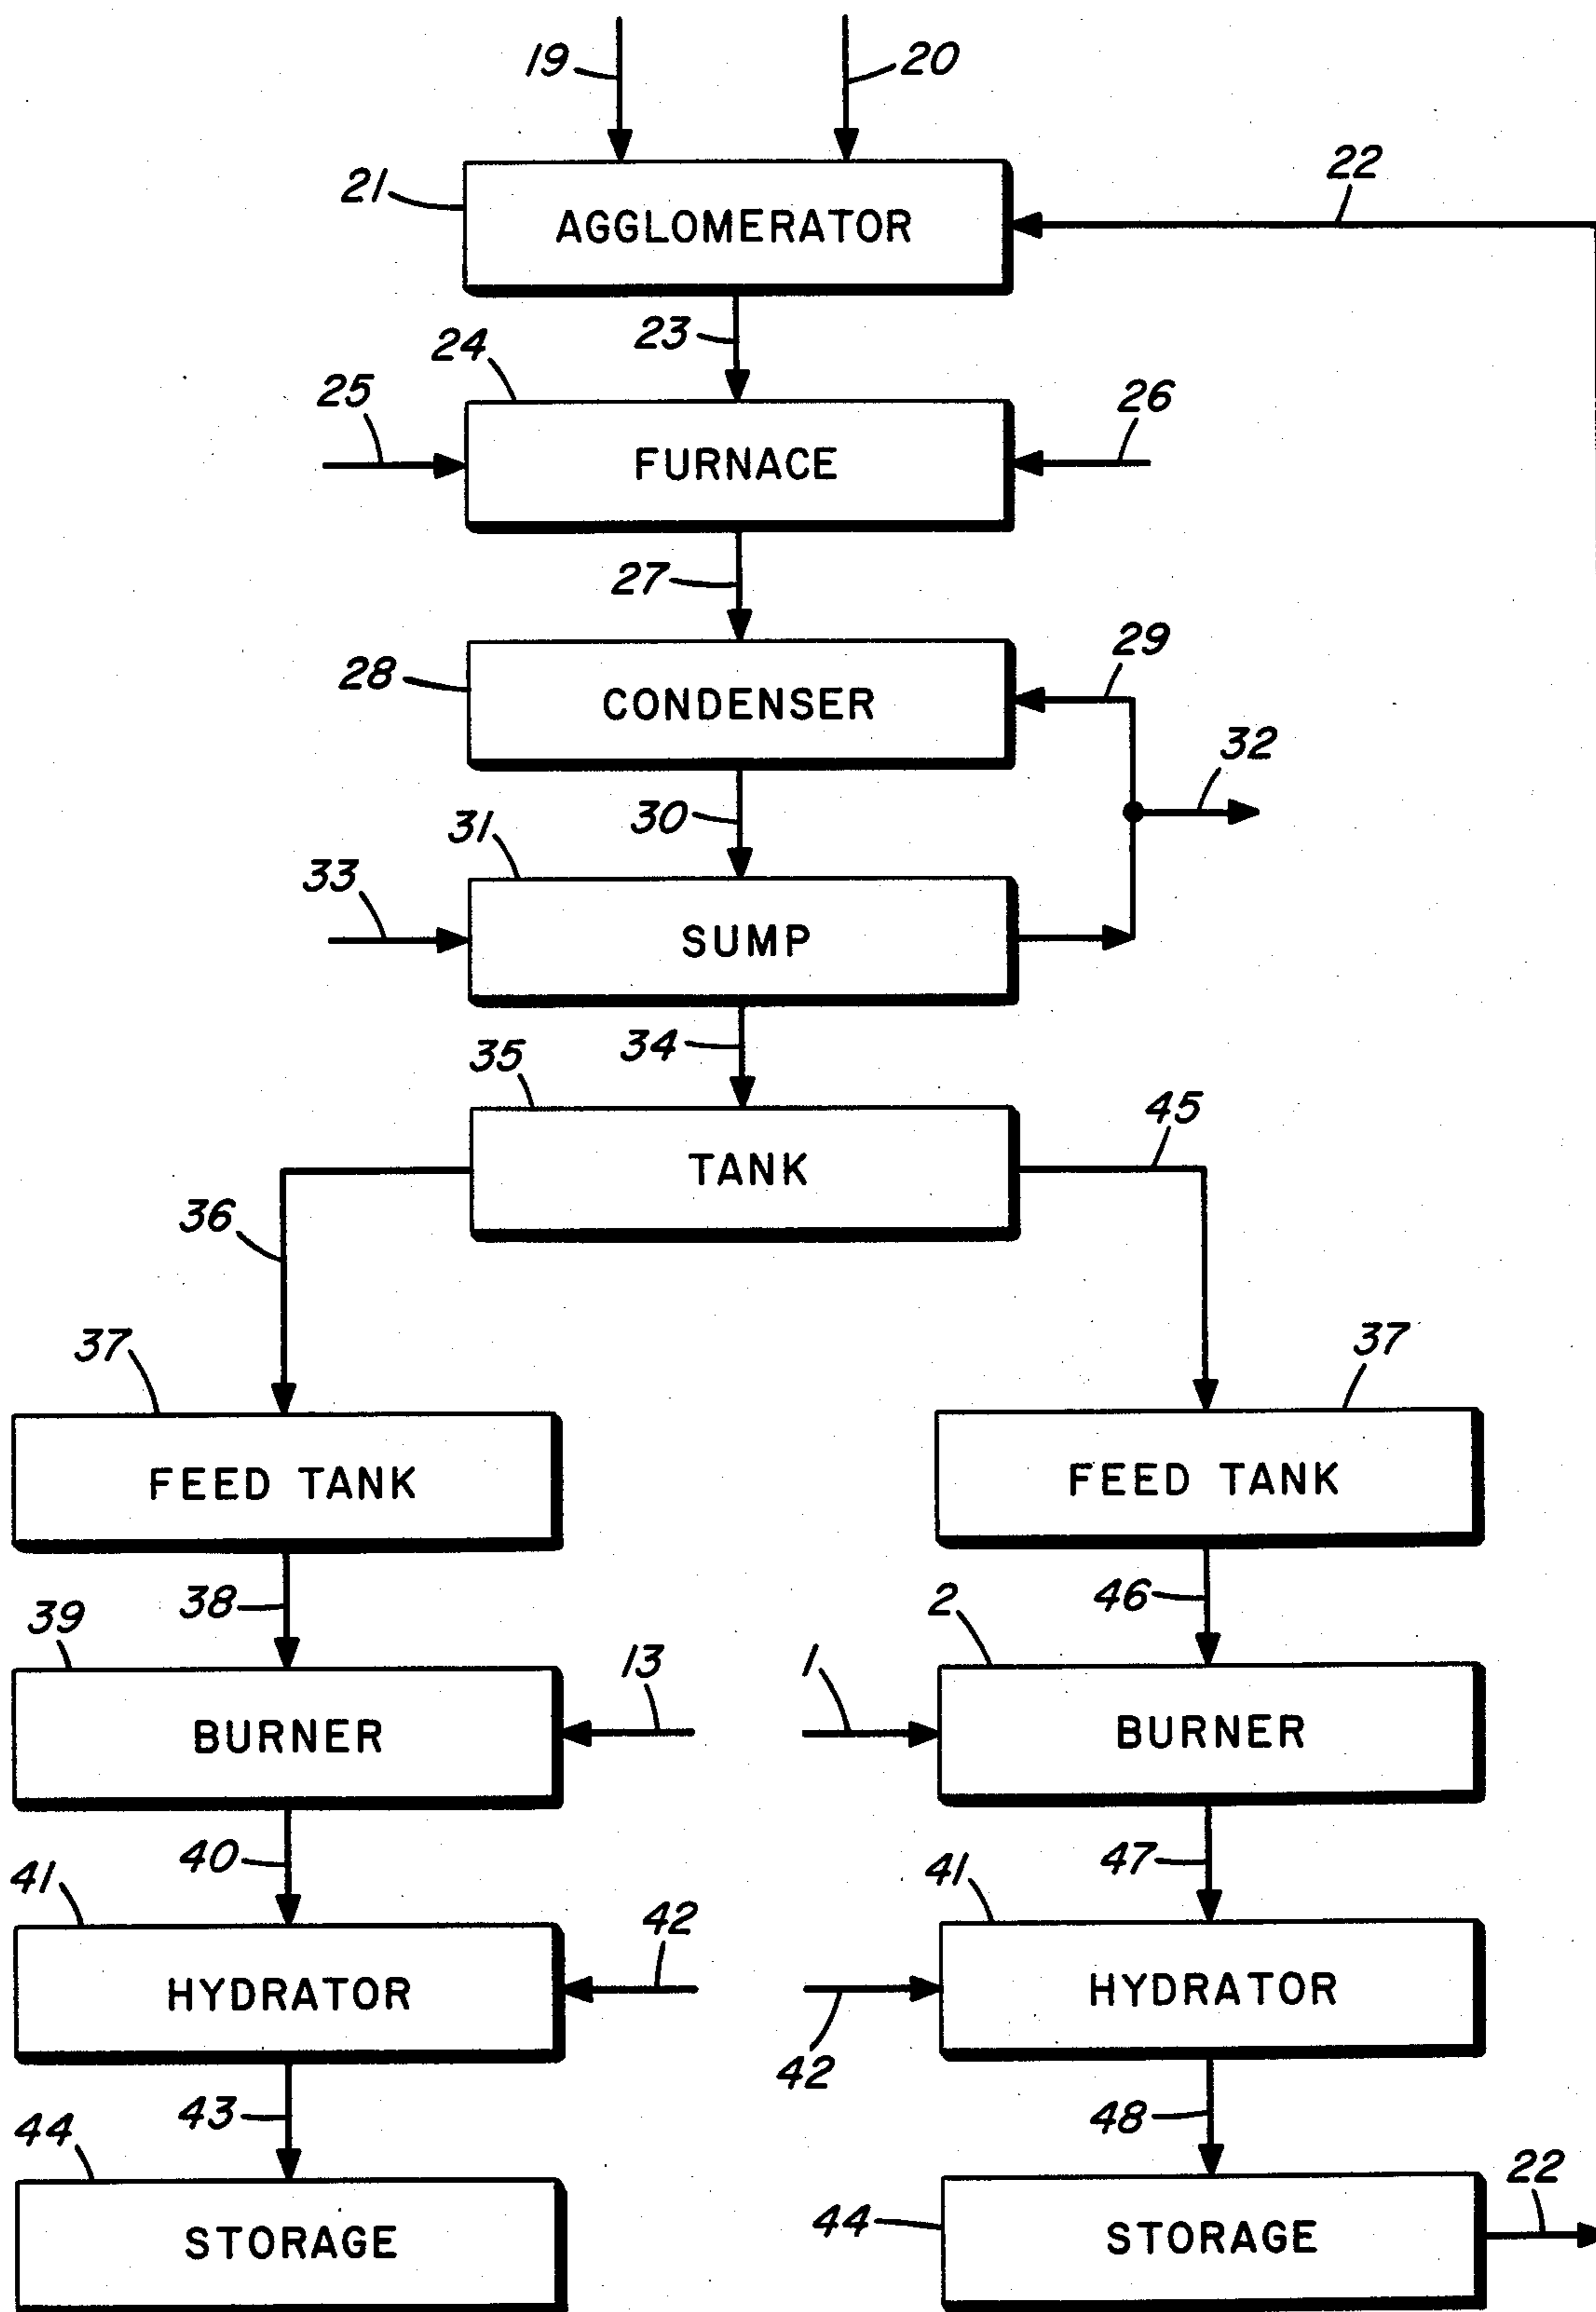 19
20
21
AGGLOMERATOR
22
23
24
25
FURNACE
26
27
28
CONDENSER
29
30
31
32
33
SUMP
34
35
TANK
45
36
37
FEED TANK
37
FEED TANK
38
39
BURNER
13
46
2
1
BURNER
40
41
HYDRATOR
42
47
41
42
HYDRATOR
43
44
STORAGE
48
44
STORAGE
22